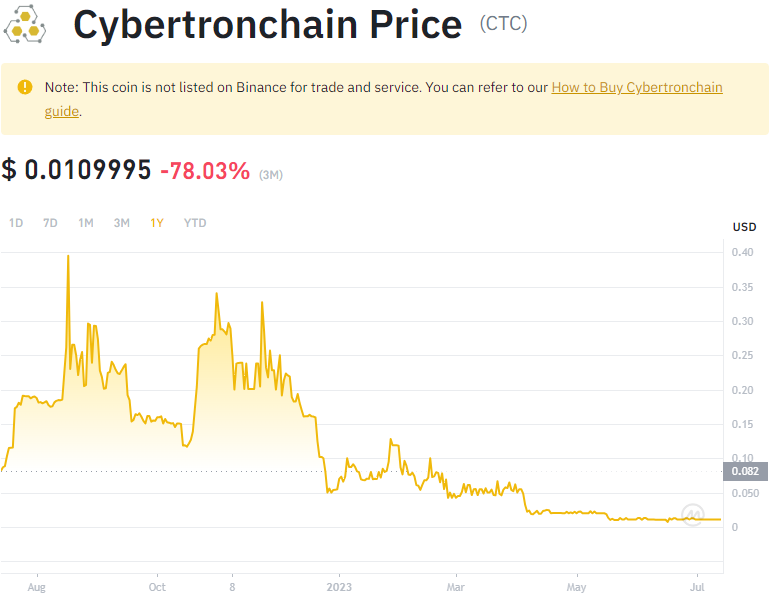 Cybertronchain Price (CTC)
Note: This coin is not listed on Binance for trade and service. You can refer to our How to Buy Cybertronchain
guide.
$ 0.0109995 -78.03% (3M)
1D 7D 1M 3M 1Y YTD
USD
0.40
0.35
0.30
0.25
0.20
0.15
0.10
0.082
0.050
0
Aug Oct 8 2023 Mar May Jul